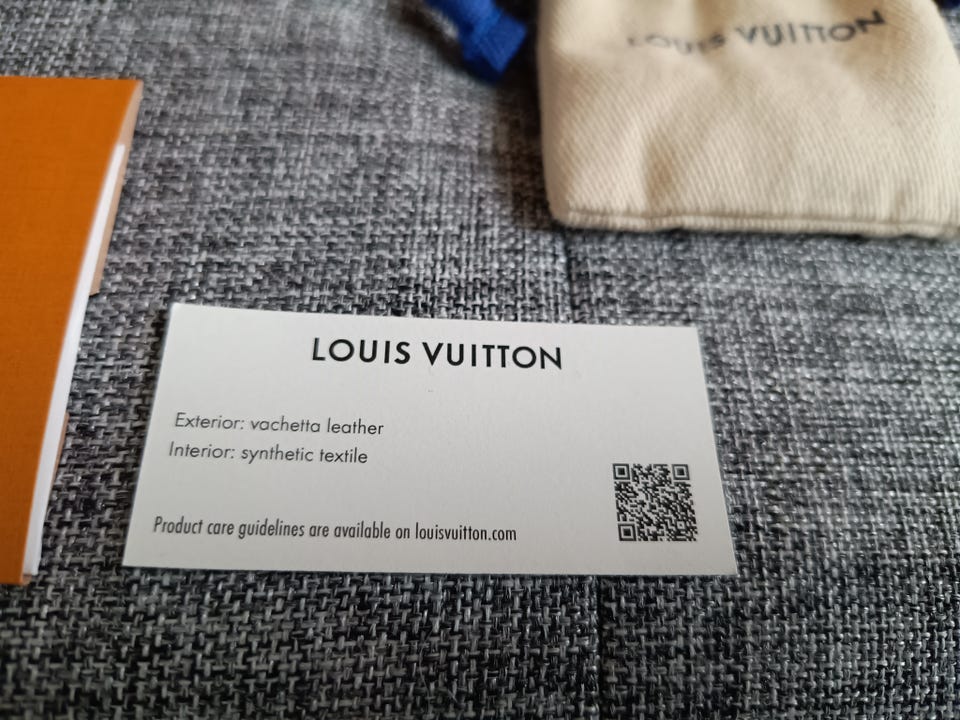 LOUIS VUITTON
LOUIS VUITTON
Exterior: vachetta leather
Interior: synthetic textile
Product care guidelines are available on louisvuitton.com